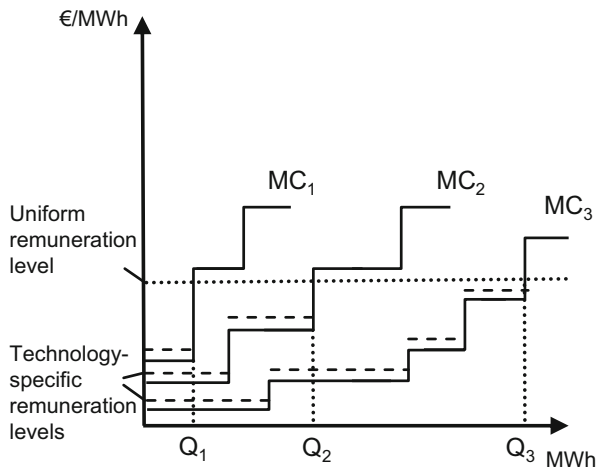 €/MWh
MC₁
MC₂
MC₃
Uniform
remuneration
level
Technology-
specific
remuneration
levels
Q₁
Q₂
Q₃
MWh